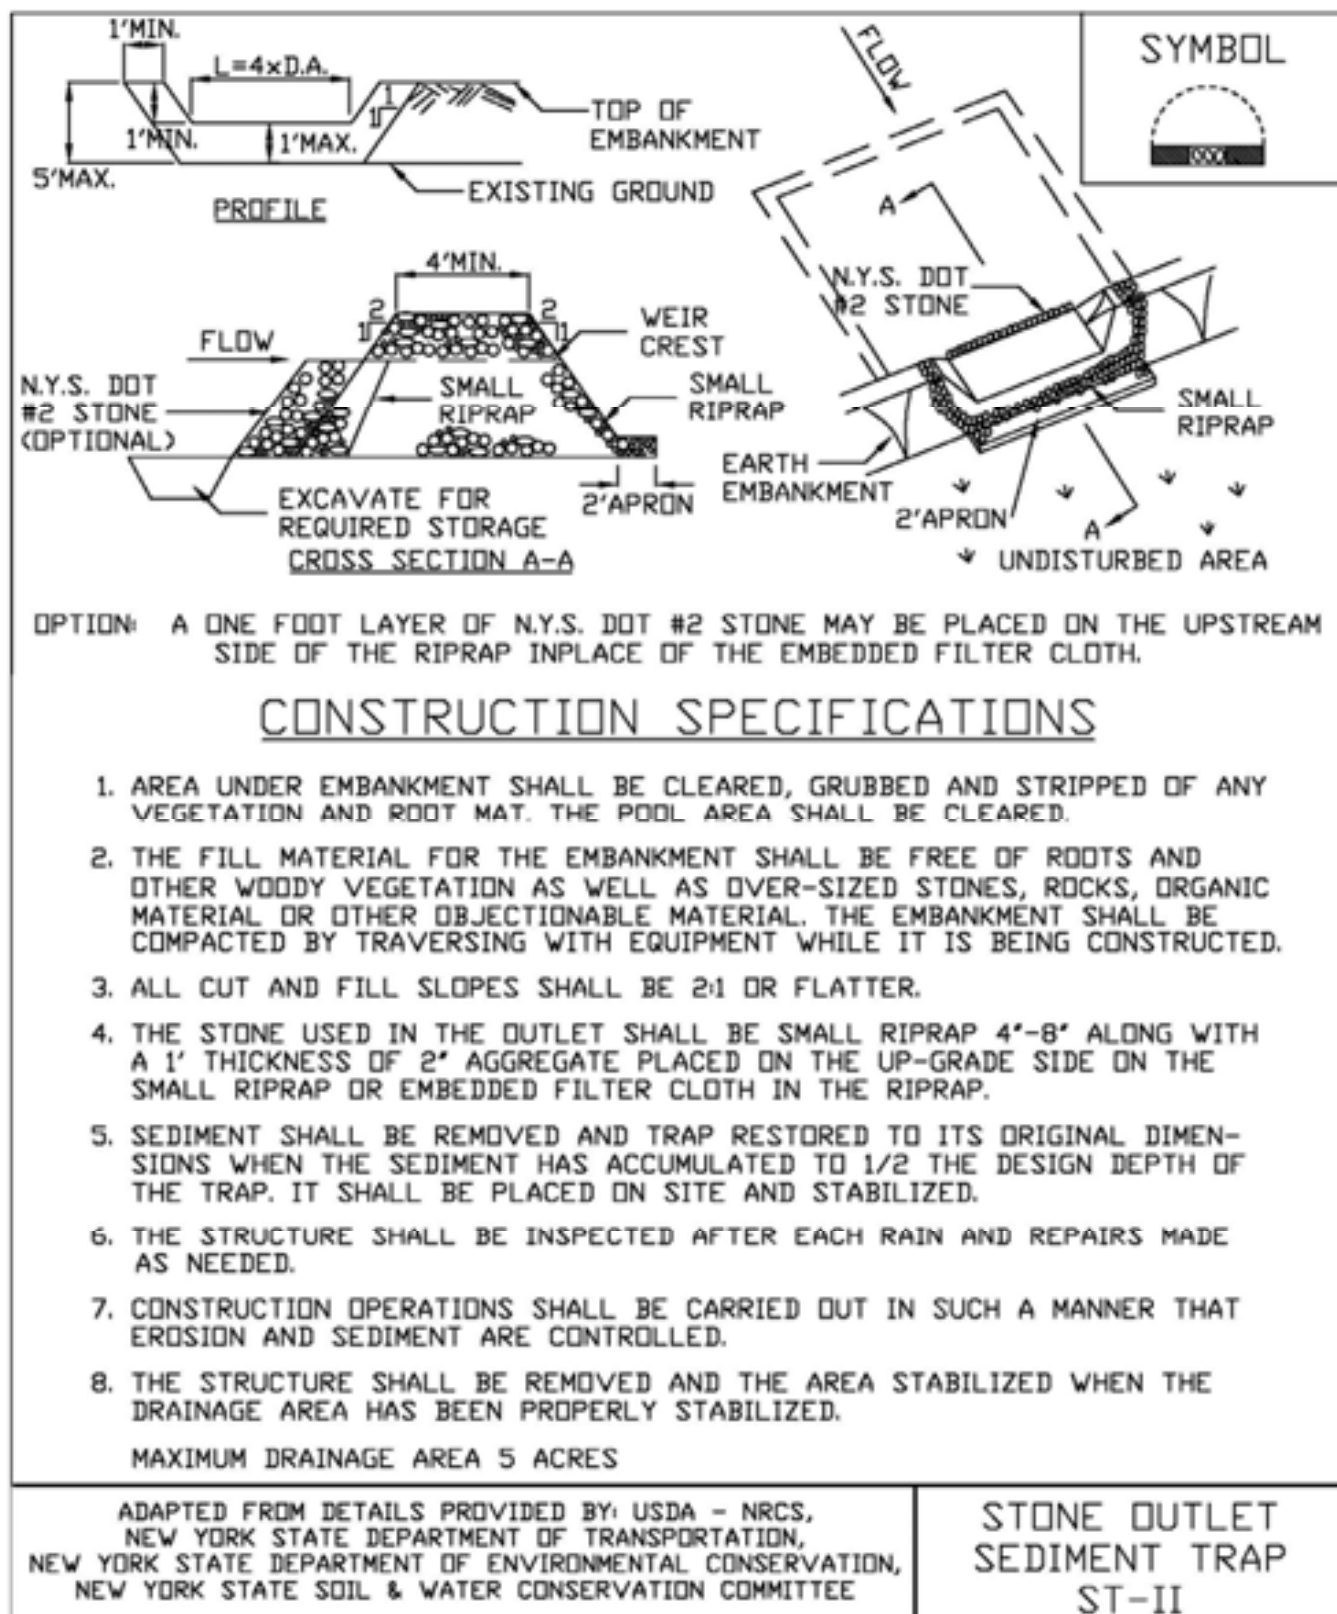 1'MIN.
L=4xD.A.
1
1
TOP OF
EMBANKMENT
1'MIN.
1'MAX.
5'MAX.
EXISTING GROUND
PROFILE
FLOW
SYMBOL
A
N.Y.S. DOT
#2 STONE
SMALL
RIPRAP
EARTH
EMBANKMENT
2'APRON
A
UNDISTURBED AREA
4'MIN.
2
1
2
1
FLOW
WEIR
CREST
N.Y.S. DOT
#2 STONE
(OPTIONAL)
SMALL
RIPRAP
SMALL
RIPRAP
EXCAVATE FOR
REQUIRED STORAGE
2'APRON
CROSS SECTION A-A
OPTION: A ONE FOOT LAYER OF N.Y.S. DOT #2 STONE MAY BE PLACED ON THE UPSTREAM
SIDE OF THE RIPRAP INPLACE OF THE EMBEDDED FILTER CLOTH.
CONSTRUCTION SPECIFICATIONS
1. AREA UNDER EMBANKMENT SHALL BE CLEARED, GRUBBED AND STRIPPED OF ANY
VEGETATION AND ROOT MAT. THE POOL AREA SHALL BE CLEARED.
2. THE FILL MATERIAL FOR THE EMBANKMENT SHALL BE FREE OF ROOTS AND
OTHER WOODY VEGETATION AS WELL AS OVER-SIZED STONES, ROCKS, ORGANIC
MATERIAL OR OTHER OBJECTIONABLE MATERIAL. THE EMBANKMENT SHALL BE
COMPACTED BY TRAVERSING WITH EQUIPMENT WHILE IT IS BEING CONSTRUCTED.
3. ALL CUT AND FILL SLOPES SHALL BE 2:1 OR FLATTER.
4. THE STONE USED IN THE OUTLET SHALL BE SMALL RIPRAP 4"-8" ALONG WITH
A 1' THICKNESS OF 2" AGGREGATE PLACED ON THE UP-GRADE SIDE ON THE
SMALL RIPRAP OR EMBEDDED FILTER CLOTH IN THE RIPRAP.
5. SEDIMENT SHALL BE REMOVED AND TRAP RESTORED TO ITS ORIGINAL DIMEN-
SIONS WHEN THE SEDIMENT HAS ACCUMULATED TO 1/2 THE DESIGN DEPTH OF
THE TRAP. IT SHALL BE PLACED ON SITE AND STABILIZED.
6. THE STRUCTURE SHALL BE INSPECTED AFTER EACH RAIN AND REPAIRS MADE
AS NEEDED.
7. CONSTRUCTION OPERATIONS SHALL BE CARRIED OUT IN SUCH A MANNER THAT
EROSION AND SEDIMENT ARE CONTROLLED.
8. THE STRUCTURE SHALL BE REMOVED AND THE AREA STABILIZED WHEN THE
DRAINAGE AREA HAS BEEN PROPERLY STABILIZED.
MAXIMUM DRAINAGE AREA 5 ACRES
ADAPTED FROM DETAILS PROVIDED BY: USDA - NRCS,
NEW YORK STATE DEPARTMENT OF TRANSPORTATION,
NEW YORK STATE DEPARTMENT OF ENVIRONMENTAL CONSERVATION,
NEW YORK STATE SOIL & WATER CONSERVATION COMMITTEE
STONE OUTLET
SEDIMENT TRAP
ST-II